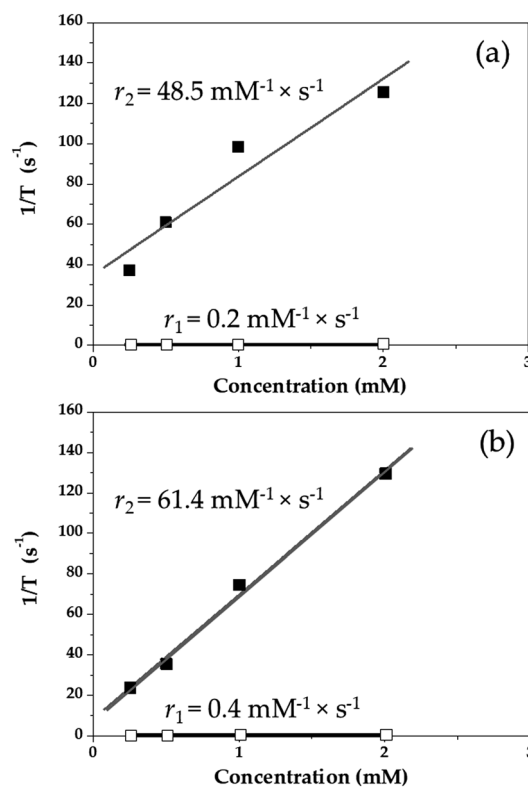 (a)
160
140
120
100
80
60
40
20
0
1/T (s⁻¹)
r₂ = 48.5 mM⁻¹ × s⁻¹
r₁ = 0.2 mM⁻¹ × s⁻¹
0 1 2 3
Concentration (mM)
(b)
160
140
120
100
80
60
40
20
0
1/T (s⁻¹)
r₂ = 61.4 mM⁻¹ × s⁻¹
r₁ = 0.4 mM⁻¹ × s⁻¹
0 1 2 3
Concentration (mM)